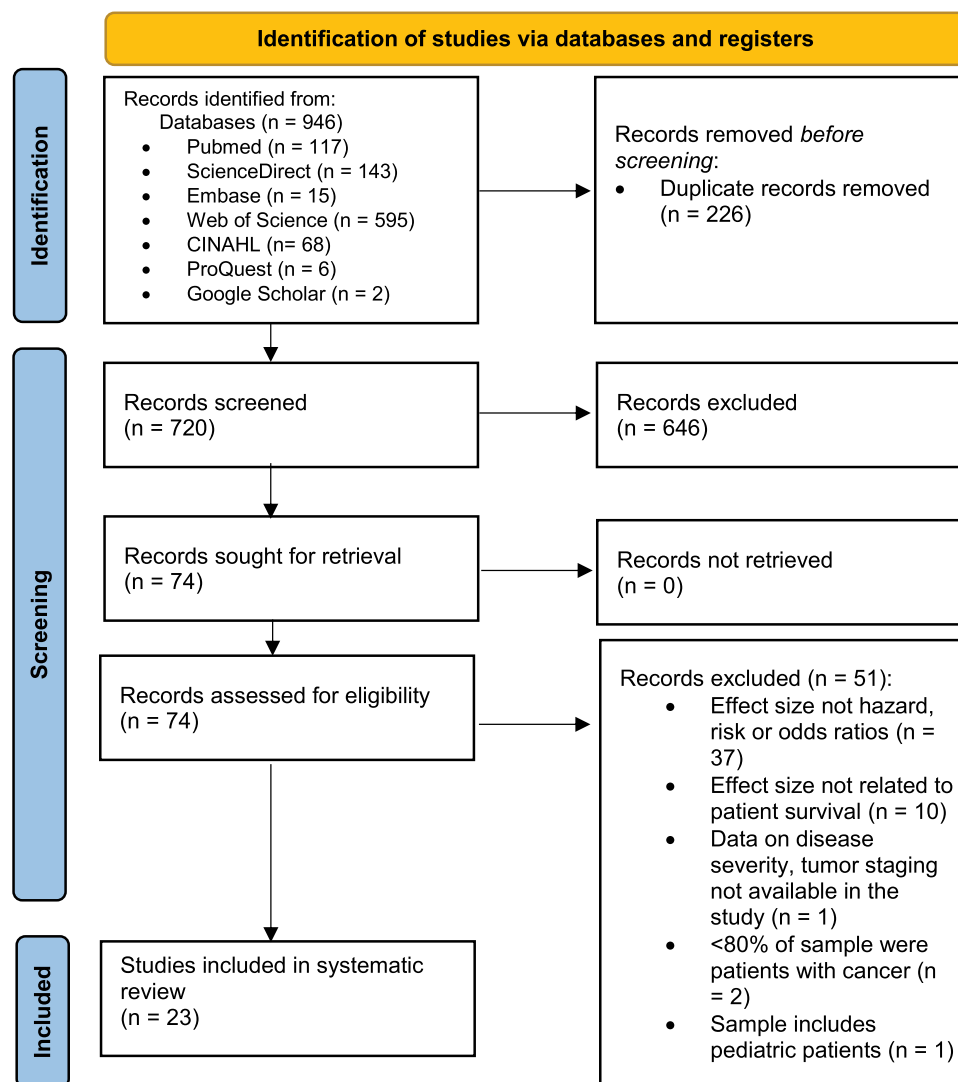 Identification of studies via databases and registers
Identification
Records identified from:
Databases (n = 946)
• Pubmed (n = 117)
• ScienceDirect (n = 143)
• Embase (n = 15)
• Web of Science (n = 595)
• CINAHL (n= 68)
• ProQuest (n = 6)
• Google Scholar (n = 2)
Records removed before
screening:
• Duplicate records removed
(n = 226)
Screening
Records screened
(n = 720)
Records excluded
(n = 646)
Records sought for retrieval
(n = 74)
Records not retrieved
(n = 0)
Records assessed for eligibility
(n = 74)
Records excluded (n = 51):
• Effect size not hazard,
risk or odds ratios (n =
37)
• Effect size not related to
patient survival (n = 10)
• Data on disease
severity, tumor staging
not available in the
study (n = 1)
• <80% of sample were
patients with cancer (n
= 2)
• Sample includes
pediatric patients (n = 1)
Included
Studies included in systematic
review
(n = 23)